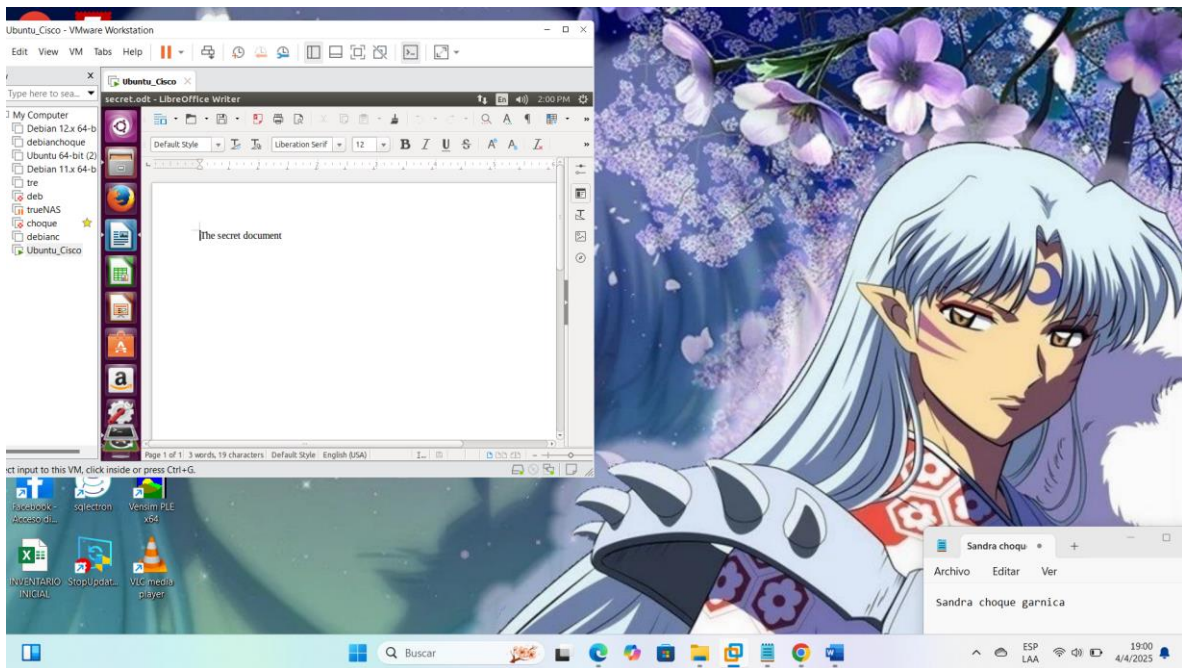 Ubuntu_Cisco - VMware Workstation
Edit View VM Tabs Help
Type here to sea...
Ubuntu_Cisco
My Computer
Debian 12.x 64-b
debianchoque
Ubuntu 64-bit (2)
Debian 11.x 64-b
tre
deb
trueNAS
choque
debianc
Ubuntu_Cisco
secret.odt - LibreOffice Writer
En 2:00 PM
Default Style Liberation Serif 12
The secret document
Page 1 of 1 3 words, 19 characters Default Style English (USA)
ect input to this VM, click inside or press Ctrl+G.
Facebook - Acceso di...
sqlectron
Vensim PLE x64
INVENTARIO INICIAL
StopUpdat...
VLC media player
Sandra choqu
Archivo Editar Ver
Sandra choque garnica
Buscar
ESP LAA
19:00
4/4/2025